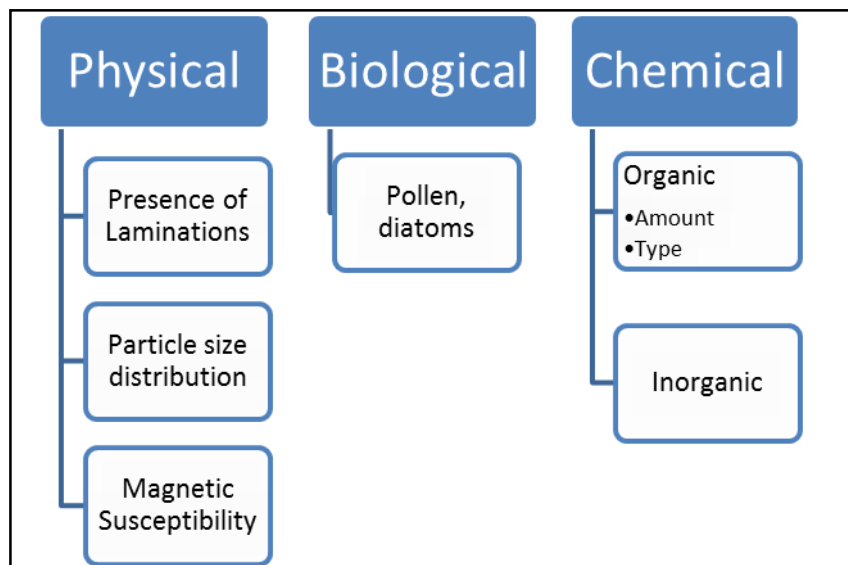 Physical
Presence of
Laminations
Particle size
distribution
Magnetic
Susceptibility
Biological
Pollen,
diatoms
Chemical
Organic
•Amount
•Type
Inorganic